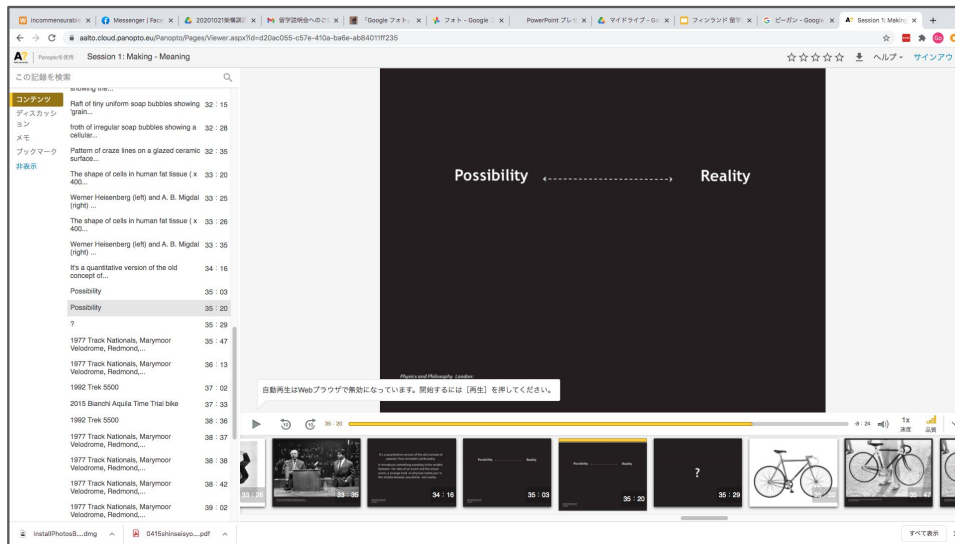 incommensurable
Messenger | Face
20201021架構講評
留学説明会へのご
「Google フォト」
フォト - Google フ
PowerPoint プレゼ
マイドライブ - Go
フィンランド 留学
ビーガン - Google
Session 1: Making
aalto.cloud.panopto.eu/Panopto/Pages/Viewer.aspx?id=d20ac055-c57e-410a-ba6e-ab84011ff235
A? Panoptoを使用 Session 1: Making - Meaning
ヘルプ サインアウ
この記録を検索
コンテンツ
ディスカッション
メモ
ブックマーク
非表示
showing the...
Raft of tiny uniform soap bubbles showing 'grain... 32:15
froth of irregular soap bubbles showing a cellular... 32:28
Pattern of craze lines on a glazed ceramic surface... 32:35
The shape of cells in human fat tissue ( x 400... 33:20
Werner Heisenberg (left) and A. B. Migdal (right) ... 33:25
The shape of cells in human fat tissue ( x 400... 33:26
Werner Heisenberg (left) and A. B. Migdal (right) ... 33:35
It's a quantitative version of the old concept of... 34:16
Possibility 35:03
Possibility 35:20
? 35:29
1977 Track Nationals, Marymoor Velodrome, Redmond,... 35:47
1977 Track Nationals, Marymoor Velodrome, Redmond,... 36:13
1992 Trek 5500 37:02
2015 Bianchi Aquila Time Trial bike 37:33
1992 Trek 5500 38:36
1977 Track Nationals, Marymoor Velodrome, Redmond,... 38:37
1977 Track Nationals, Marymoor Velodrome, Redmond,... 38:38
1977 Track Nationals, Marymoor Velodrome, Redmond,... 38:42
1977 Track Nationals, Marymoor Velodrome, Redmond,... 39:02
Possibility Reality
Physics and Philosophy London:
自動再生はWebブラウザで無効になっています。開始するには［再生］を押してください。
10 10 35:20 -8:24 1x
速度 品質
33:26
33:35
34:16
Possibility Reality
35:03
Possibility Reality
35:20
?
35:29
35:47
InstallPhotosB....dmg
0415shinseisyo....pdf
すべて表示